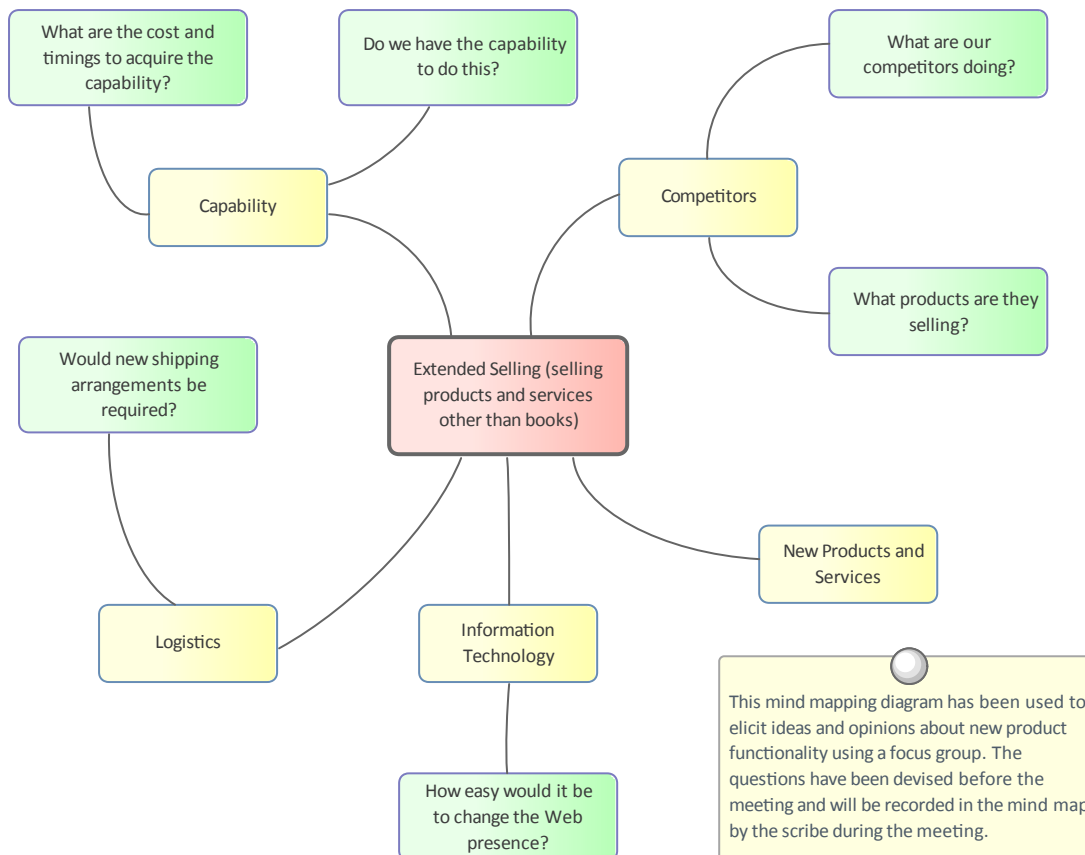 What are the cost and
timings to acquire the
capability?
Do we have the capability
to do this?
What are our
competitors doing?
Capability
Competitors
What products are they
selling?
Would new shipping
arrangements be
required?
Extended Selling (selling
products and services
other than books)
New Products and
Services
Logistics
Information
Technology
This mind mapping diagram has been used to
elicit ideas and opinions about new product
functionality using a focus group. The
questions have been devised before the
meeting and will be recorded in the mind map
by the scribe during the meeting.
How easy would it be
to change the Web
presence?